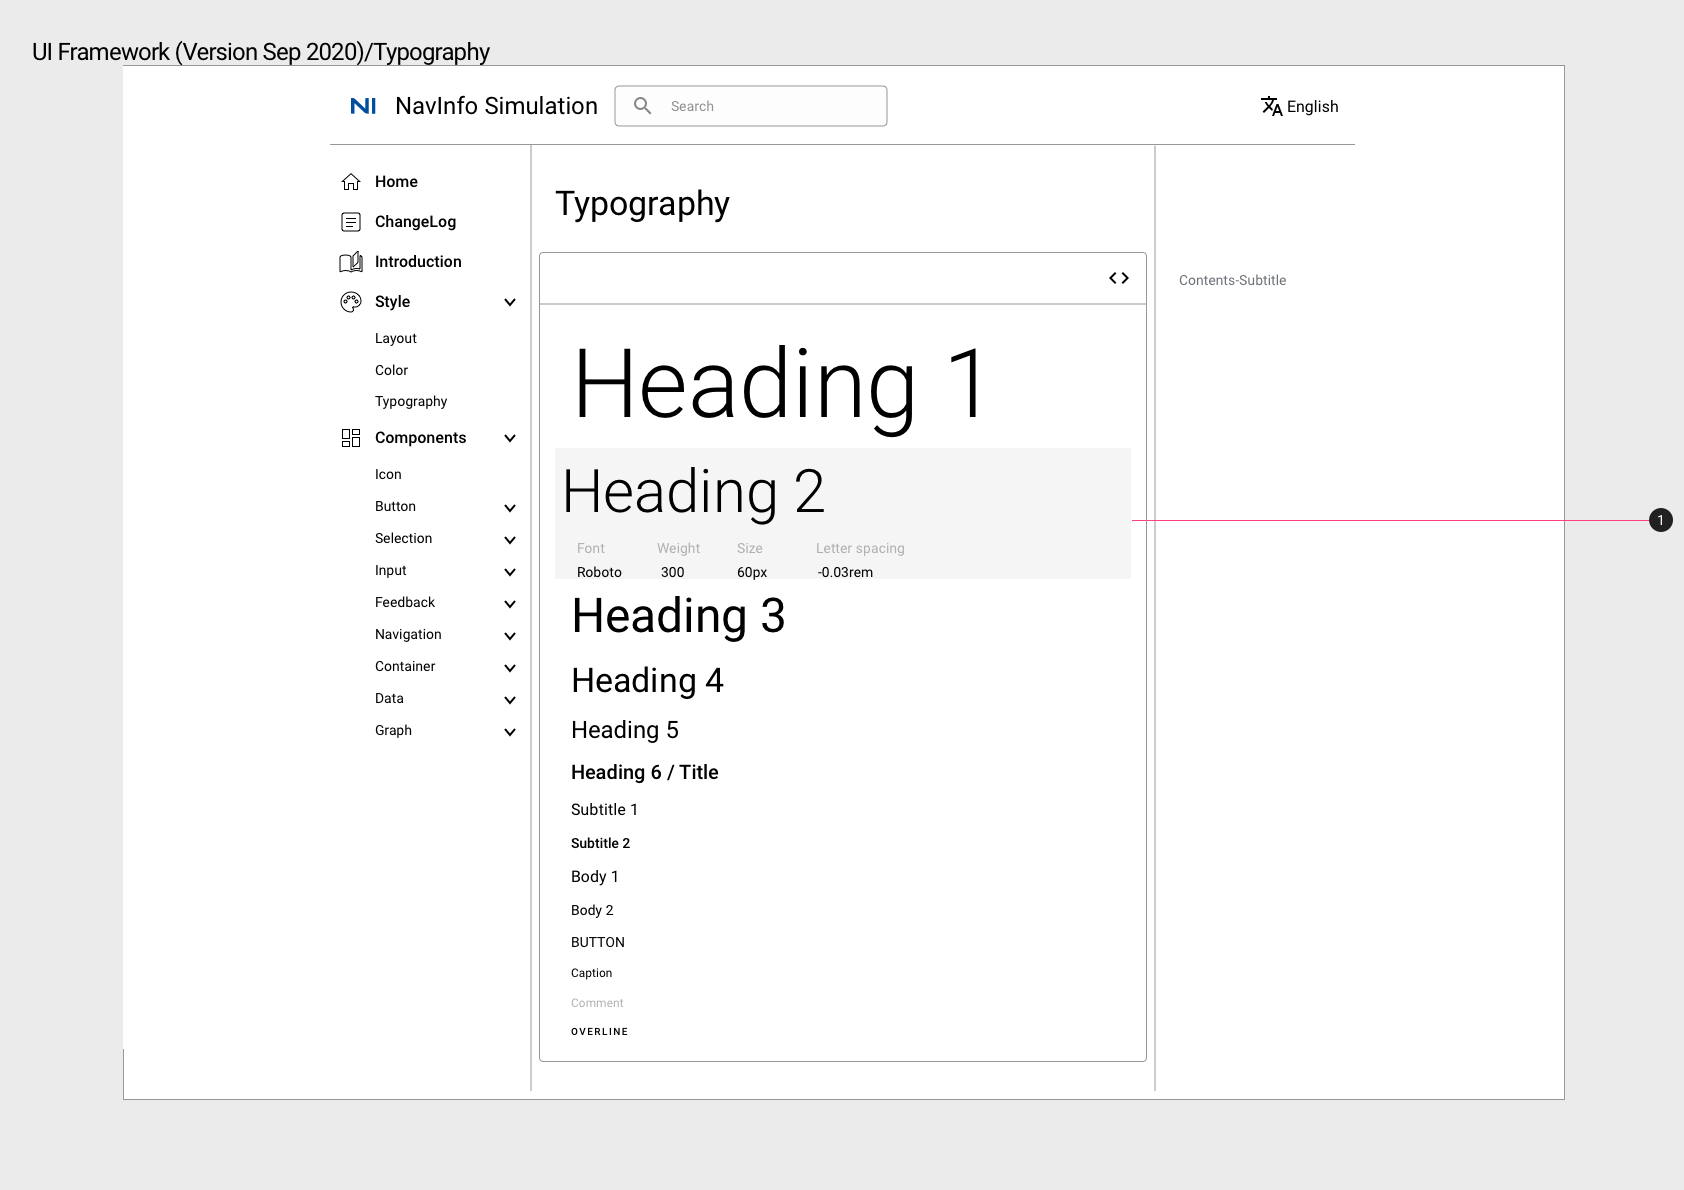 UI Framework (Version Sep 2020)/Typography
NI NavInfo Simulation
Search
English
Home
ChangeLog
Introduction
Style
Layout
Color
Typography
Components
Icon
Button
Selection
Input
Feedback
Navigation
Container
Data
Graph
Typography
Heading 1
Heading 2
Font Weight Size Letter spacing
Roboto 300 60px -0.03rem
Heading 3
Heading 4
Heading 5
Heading 6 / Title
Subtitle 1
Subtitle 2
Body 1
Body 2
BUTTON
Caption
Comment
OVERLINE
Contents-Subtitle
1